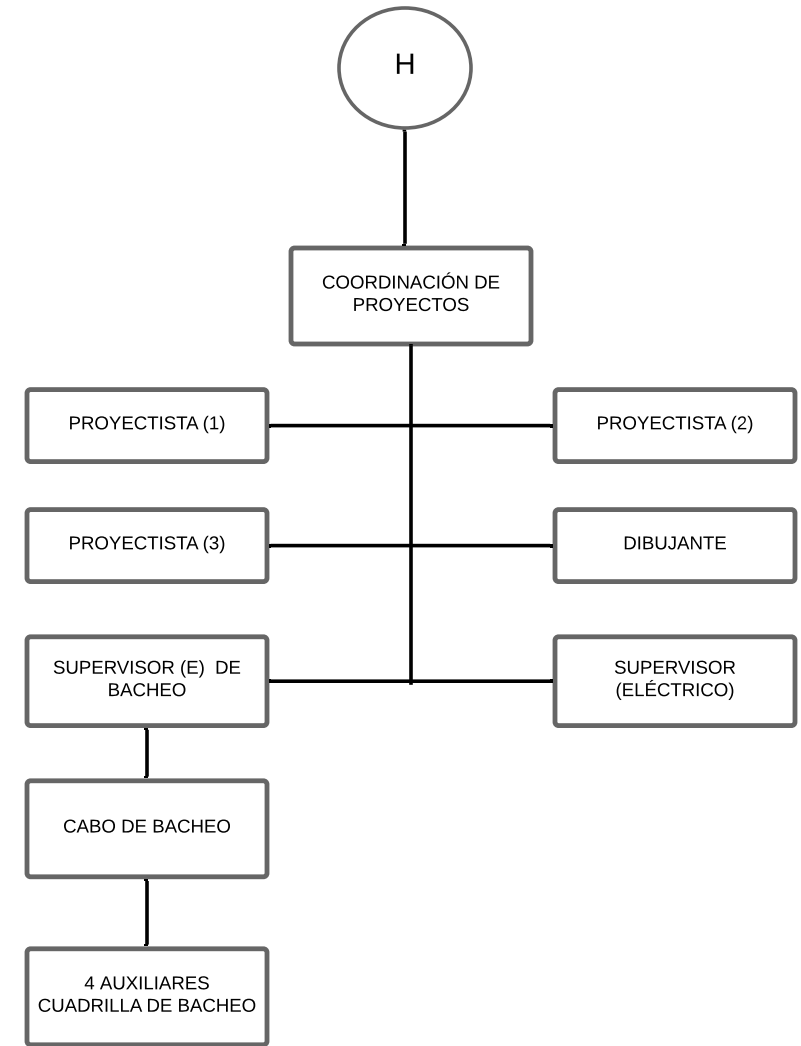 H
COORDINACIÓN DE
PROYECTOS
PROYECTISTA (1)
PROYECTISTA (2)
PROYECTISTA (3)
DIBUJANTE
SUPERVISOR (E)  DE
BACHEO
SUPERVISOR
(ELÉCTRICO)
CABO DE BACHEO
4 AUXILIARES
CUADRILLA DE BACHEO